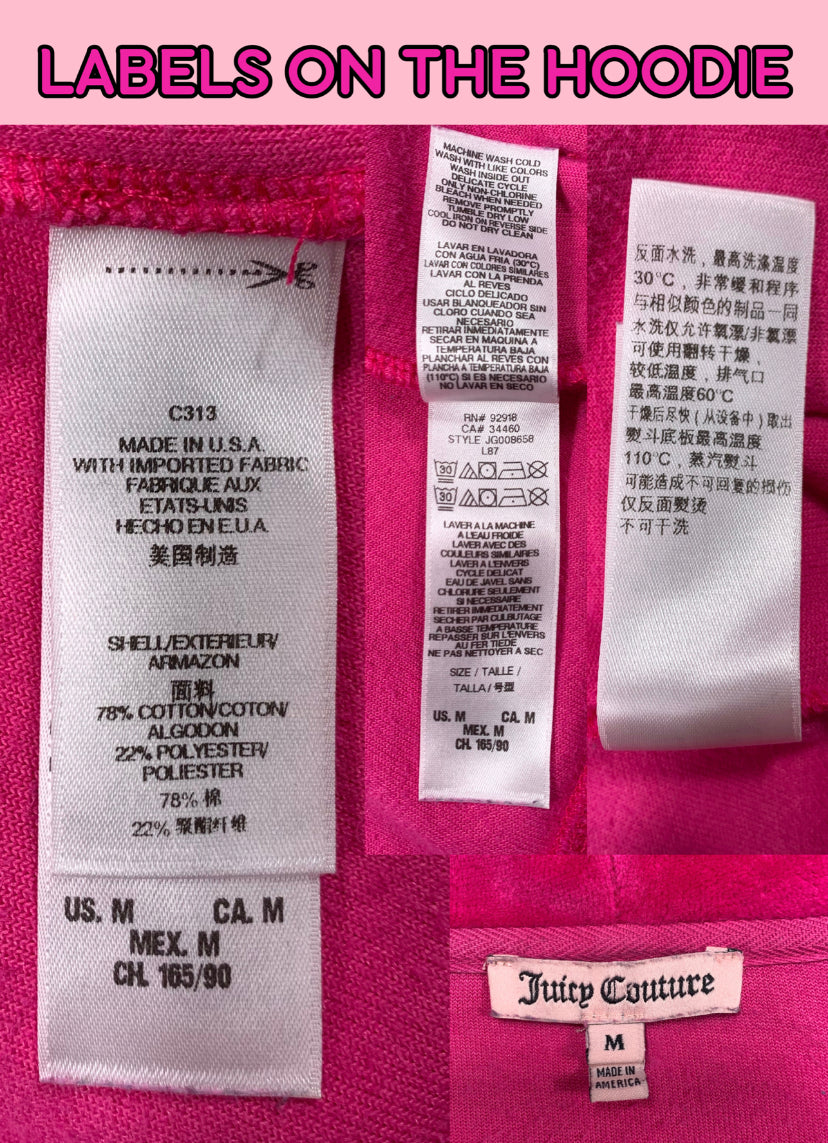 LABELS ON THE HOODIE
C313
MADE IN U.S.A.
WITH IMPORTED FABRIC
FABRIQUE AUX
ETATS-UNIS
HECHO EN E.U.A.
美国制造
SHELL/EXTERIEUR/
ARMAZON
面料
78% COTTON/COTON/
ALGODON
22% POLYESTER/
POLIESTER
78% 棉
22% 聚酯纤维
US. M CA. M
MEX. M
CH. 165/90
MACHINE WASH COLD
WASH WITH LIKE COLORS
WASH INSIDE OUT
DELICATE CYCLE
ONLY NON-CHLORINE
BLEACH WHEN NEEDED
REMOVE PROMPTLY
TUMBLE DRY LOW
COOL IRON ON REVERSE SIDE
DO NOT DRY CLEAN
LAVAR EN LAVADORA
CON AGUA FRIA (30°C)
LAVAR CON COLORES SIMILARES
LAVAR CON LA PRENDA
AL REVES
CICLO DELICADO
USAR BLANQUEADOR SIN
CLORO CUANDO SEA
NECESARIO
RETIRAR INMEDIATAMENTE
SECAR EN MAQUINA A
TEMPERATURA BAJA
PLANCHAR AL REVES CON
PLANCHA A TEMPERATURA BAJA
(110°C) SI ES NECESARIO
NO LAVAR EN SECO
RN# 92918
CA# 34460
STYLE JG008658
L87
30
30
LAVER A LA MACHINE
A L'EAU FROIDE
LAVER AVEC DES
COULEURS SIMILAIRES
LAVER A L'ENVERS
CYCLE DELICAT
EAU DE JAVEL SANS
CHLORURE SEULEMENT
SI NECESSAIRE
RETIRER IMMEDIATEMENT
SECHER PAR CULBUTAGE
A BASSE TEMPERATURE
REPASSER SUR L'ENVERS
AU FER TIEDE
NE PAS NETTOYER A SEC
SIZE / TAILLE /
TALLA / 号型
US. M CA. M
MEX. M
CH. 165/90
反面水洗，最高洗涤温度
30°C，非常缓和程序
与相似颜色的制品一同
水洗仅允许氧漂/非氯漂
可使用翻转干燥，
较低温度，排气口
最高温度60°C
干燥后尽快(从设备中)取出
熨斗底板最高温度
110°C，蒸汽熨斗
可能造成不可回复的损伤
仅反面熨烫
不可干洗
Juicy Couture
M
MADE IN
AMERICA